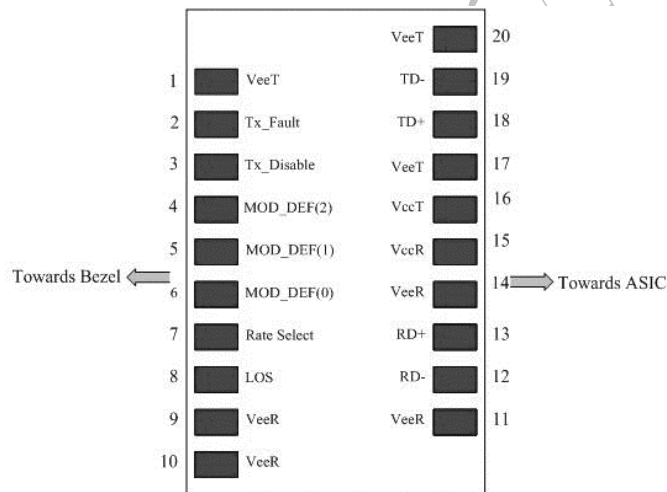 VeeT 20
1 VeeT TD- 19
2 Tx_Fault TD+ 18
3 Tx_Disable VeeT 17
4 MOD_DEF(2) VccT 16
5 MOD_DEF(1) VccR 15
Towards Bezel Towards ASIC
6 MOD_DEF(0) VeeR 14
7 Rate Select RD+ 13
8 LOS RD- 12
9 VeeR VeeR 11
10 VeeR